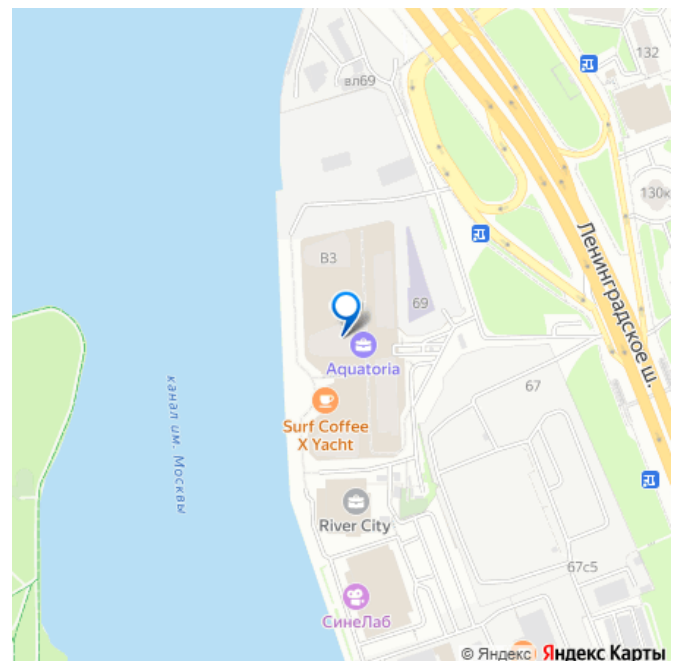 132
вл69
130к
Ленинградское ш.
В3
69
Aquatoria
67
канал им. Москвы
Surf Coffee
X Yacht
River City
67с5
СинеЛаб
© Яндекс Яндекс Карты